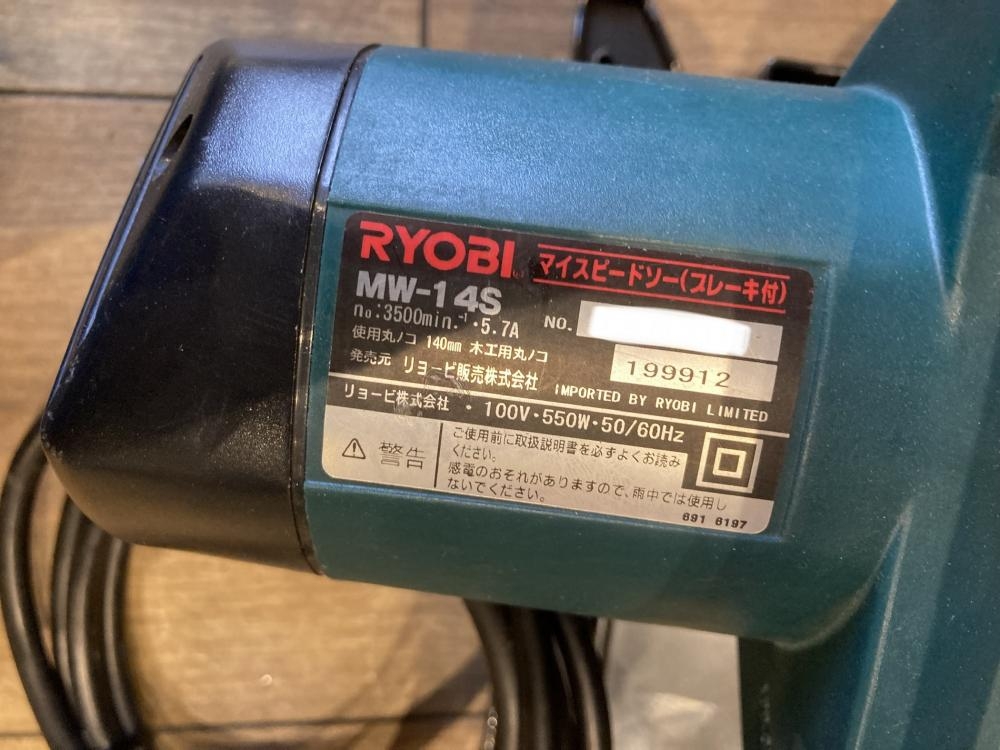 RYOBI マイスピードソー(ブレーキ付)
MW-14S
no:3500min.⁻¹・5.7A NO.
使用丸ノコ 140mm 木工用丸ノコ 199912
発売元 リョービ販売株式会社 IMPORTED BY RYOBI LIMITED
リョービ株式会社 ・100V・550W・50/60Hz
⚠ 警告 ご使用前に取扱説明書を必ずよくお読み
ください。
感電のおそれがありますので、雨中では使用し
ないでください。
691 6197